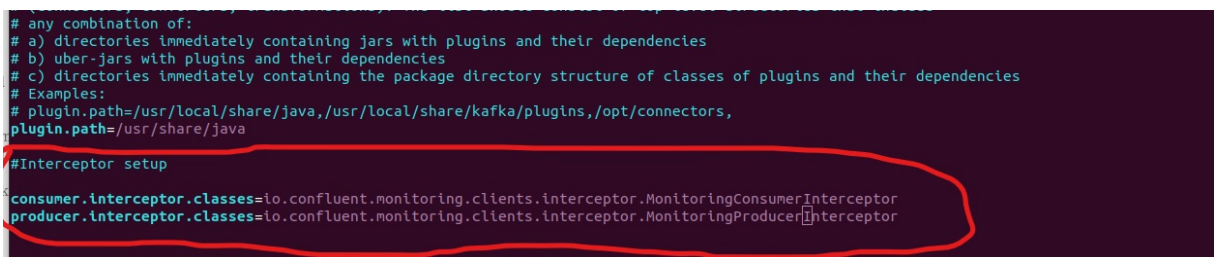 # any combination of:
# a) directories immediately containing jars with plugins and their dependencies
# b) uber-jars with plugins and their dependencies
# c) directories immediately containing the package directory structure of classes of plugins and their dependencies
# Examples:
# plugin.path=/usr/local/share/java,/usr/local/share/kafka/plugins,/opt/connectors,
plugin.path=/usr/share/java
#Interceptor setup
consumer.interceptor.classes=io.confluent.monitoring.clients.interceptor.MonitoringConsumerInterceptor
producer.interceptor.classes=io.confluent.monitoring.clients.interceptor.MonitoringProducerInterceptor